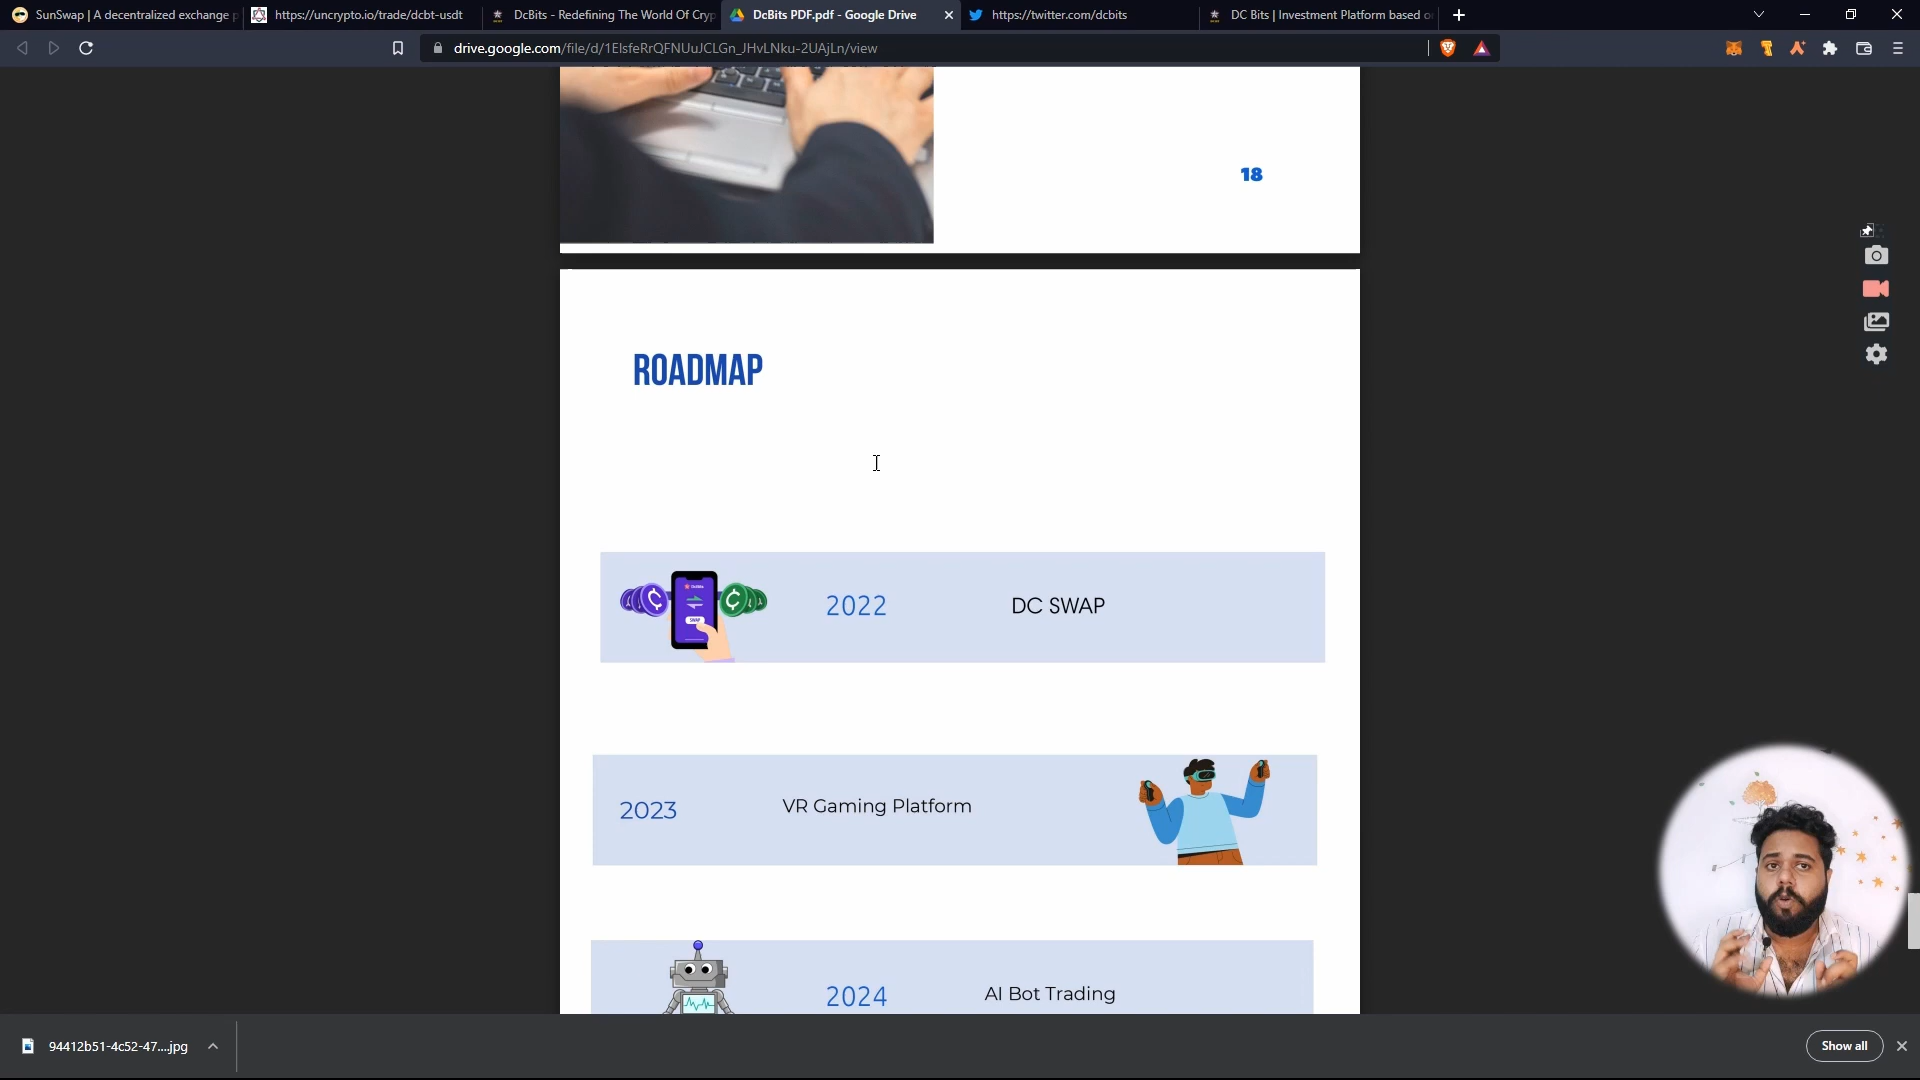 SunSwap | A decentralized exchange p
https://uncrypto.io/trade/dcbt-usdt
DcBits - Redefining The World Of Cryp
DcBits PDF.pdf - Google Drive
https://twitter.com/dcbits
DC Bits | Investment Platform based o
drive.google.com/file/d/1ElsfeRrQFNUuJCLGn_JHvLNku-2UAjLn/view
18
ROADMAP
SWAP
2022
DC SWAP
2023
VR Gaming Platform
2024
AI Bot Trading
94412b51-4c52-47....jpg
Show all